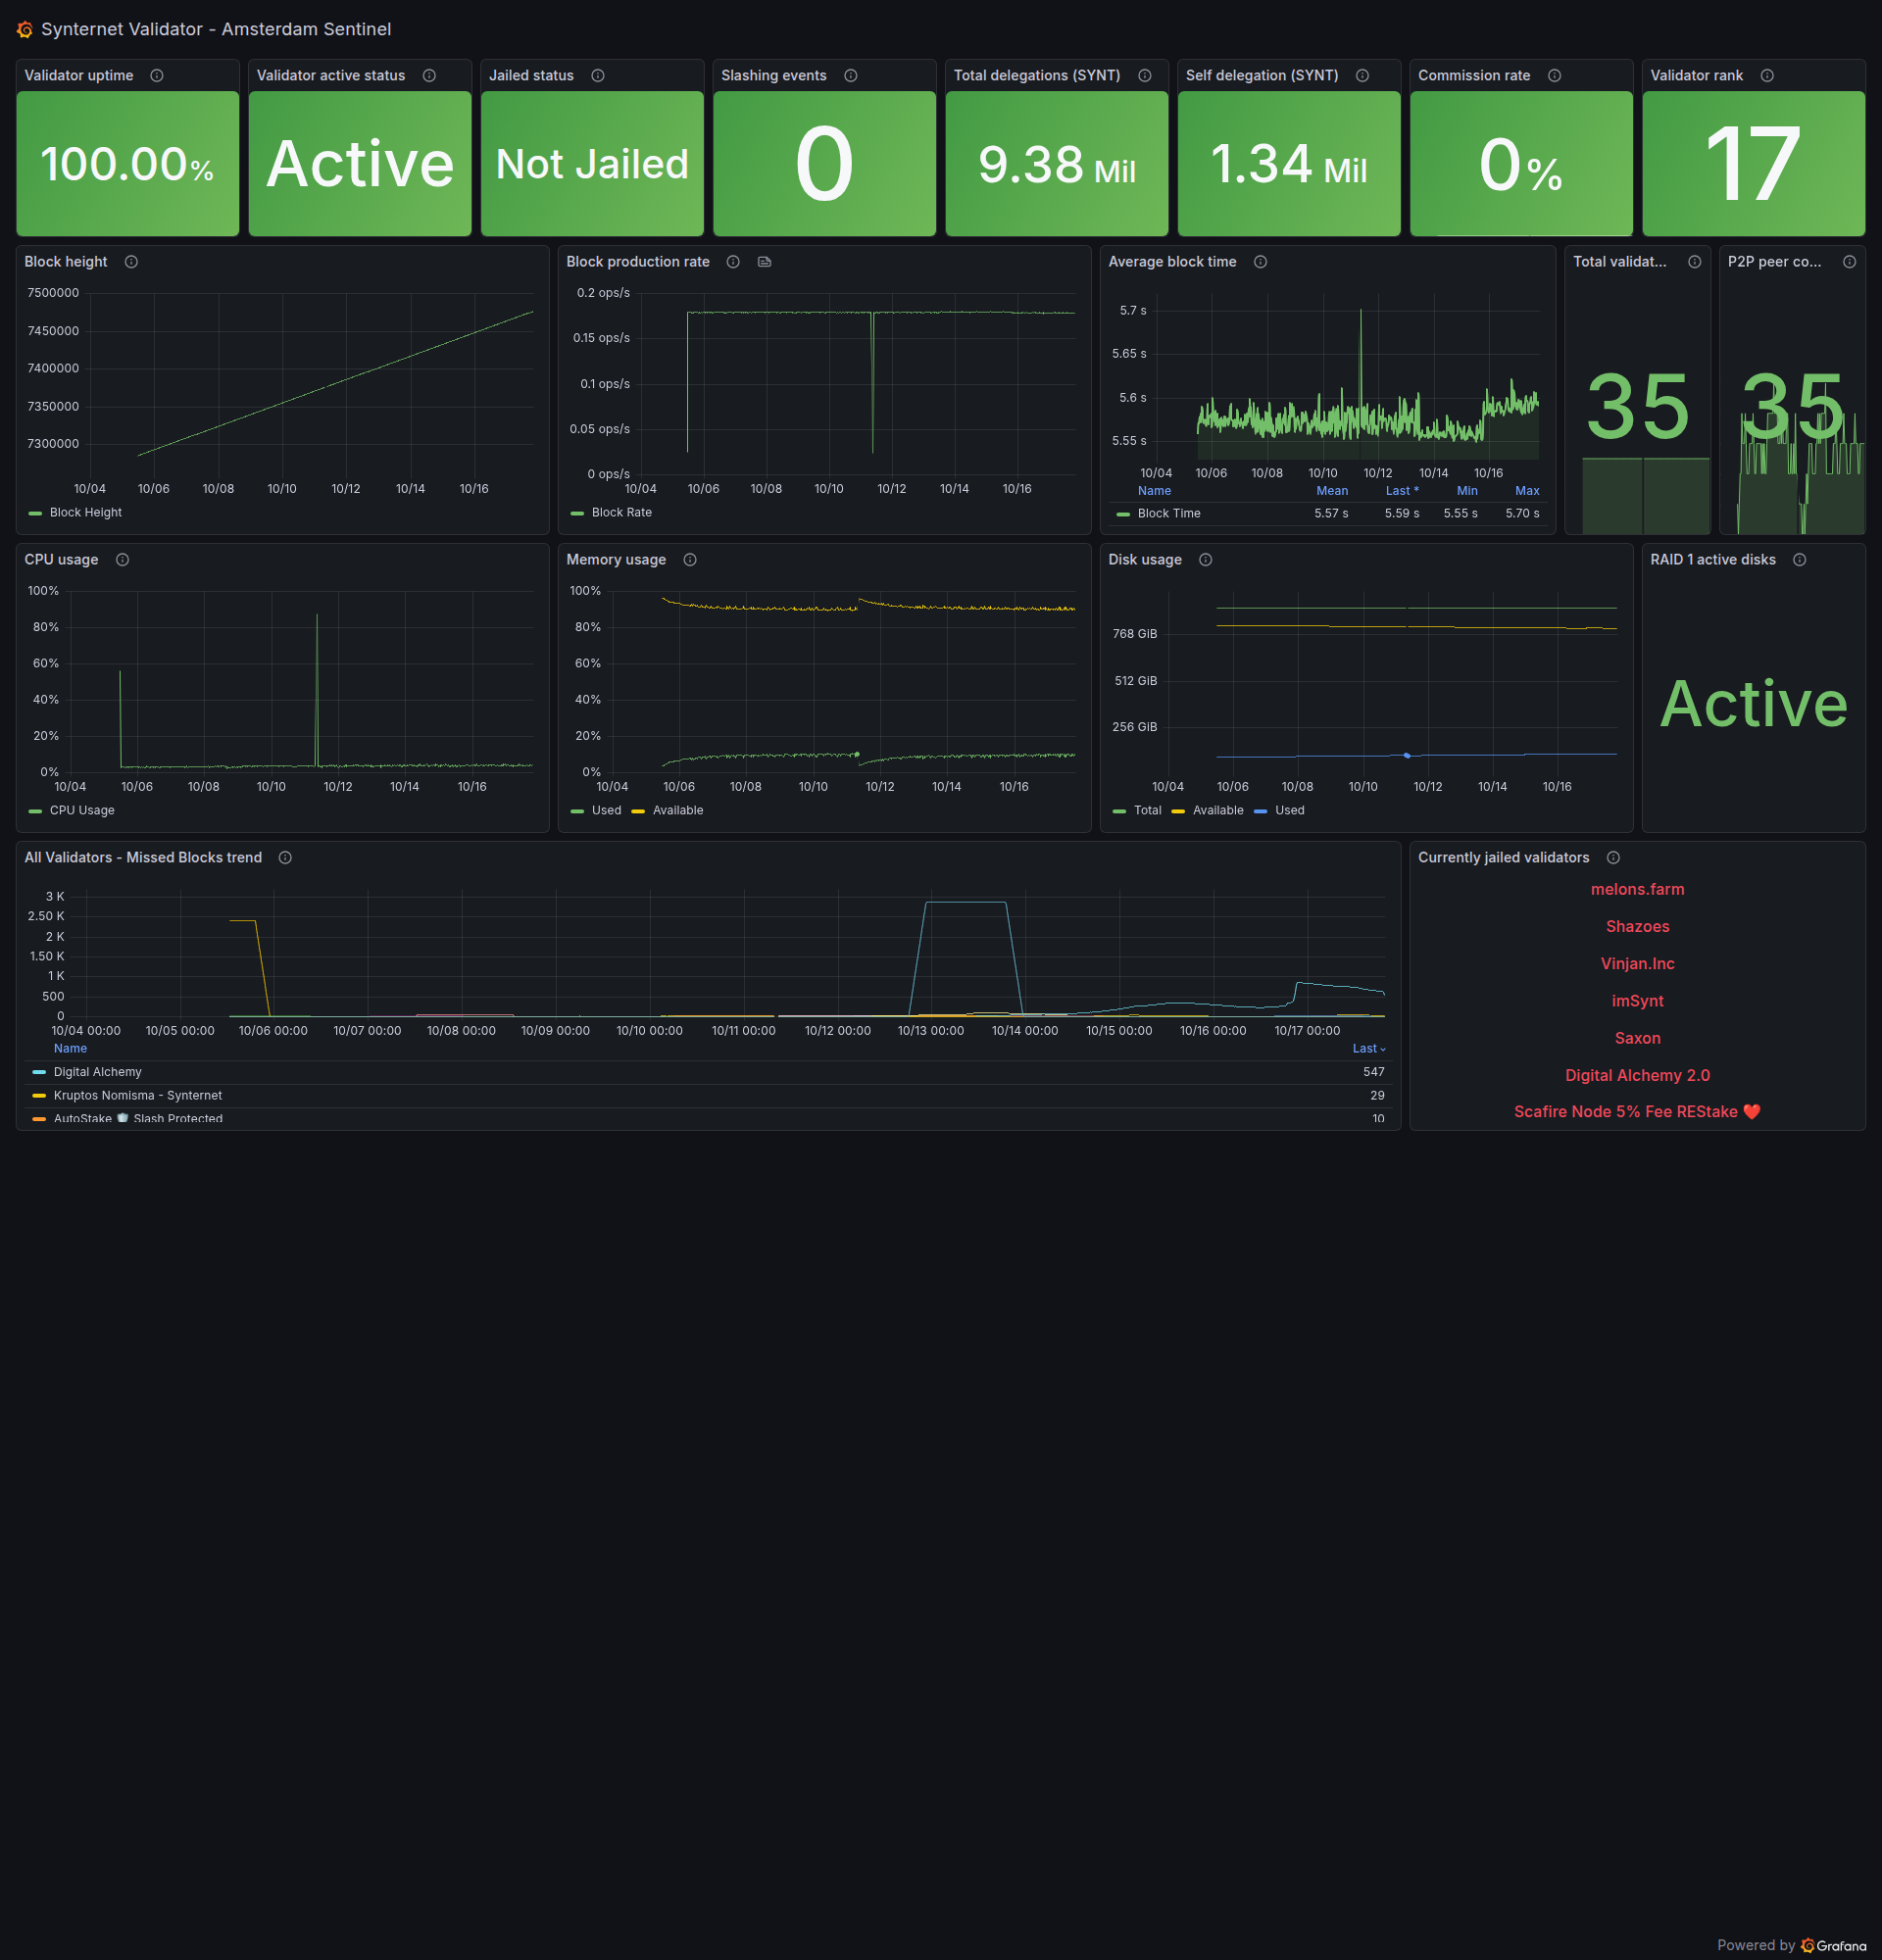 Synternet Validator - Amsterdam Sentinel
Validator uptime
100.00%
Validator active status
Active
Jailed status
Not Jailed
Slashing events
0
Total delegations (SYNT)
9.38 Mil
Self delegation (SYNT)
1.34 Mil
Commission rate
0%
Validator rank
17
Block height
7500000
7450000
7400000
7350000
7300000
10/04 10/06 10/08 10/10 10/12 10/14 10/16
Block Height
Block production rate
0.2 ops/s
0.15 ops/s
0.1 ops/s
0.05 ops/s
0 ops/s
10/04 10/06 10/08 10/10 10/12 10/14 10/16
Block Rate
Average block time
5.7 s
5.65 s
5.6 s
5.55 s
10/04 10/06 10/08 10/10 10/12 10/14 10/16
Name Mean Last * Min Max
Block TIme 5.57 s 5.59 s 5.55 s 5.70 s
Total validat...
35
P2P peer co...
35
CPU usage
100%
80%
60%
40%
20%
0%
10/04 10/06 10/08 10/10 10/12 10/14 10/16
CPU Usage
Memory usage
100%
80%
60%
40%
20%
0%
10/04 10/06 10/08 10/10 10/12 10/14 10/16
Used Available
Disk usage
768 GiB
512 GiB
256 GiB
10/04 10/06 10/08 10/10 10/12 10/14 10/16
Total Available Used
RAID 1 active disks
Active
All Validators - Missed Blocks trend
3 K
2.50 K
2 K
1.50 K
1 K
500
0
10/04 00:00 10/05 00:00 10/06 00:00 10/07 00:00 10/08 00:00 10/09 00:00 10/10 00:00 10/11 00:00 10/12 00:00 10/13 00:00 10/14 00:00 10/15 00:00 10/16 00:00 10/17 00:00
Name Last
Digital Alchemy 547
Kruptos Nomisma - Synternet 29
AutoStake 🛡️ Slash Protected 10
Currently jailed validators
melons.farm
Shazoes
Vinjan.Inc
imSynt
Saxon
Digital Alchemy 2.0
Scafire Node 5% Fee REStake ❤️
Powered by Grafana